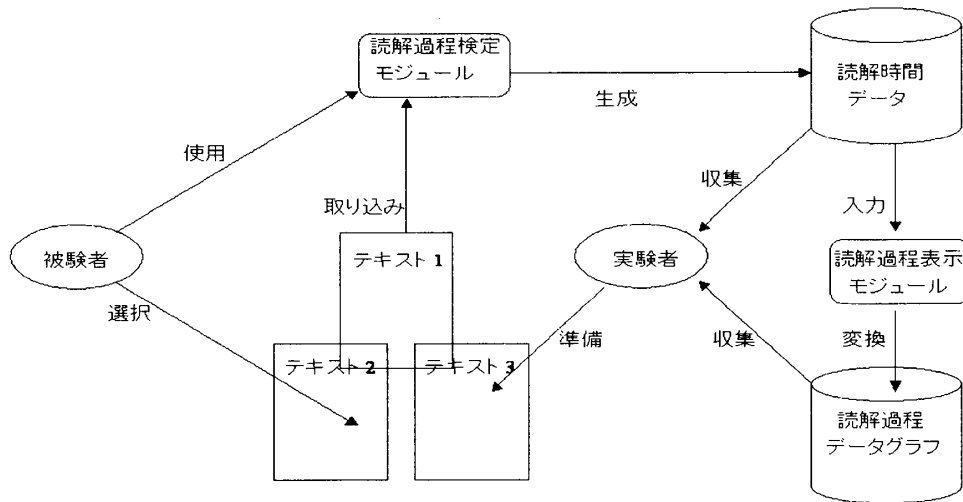 読解過程検定
モジュール
読解時間
データ
生成
使用
収集
取り込み
入力
被験者
テキスト 1
実験者
読解過程表示
モジュール
選択
準備
収集
変換
テキスト 2
テキスト 3
読解過程
データグラフ